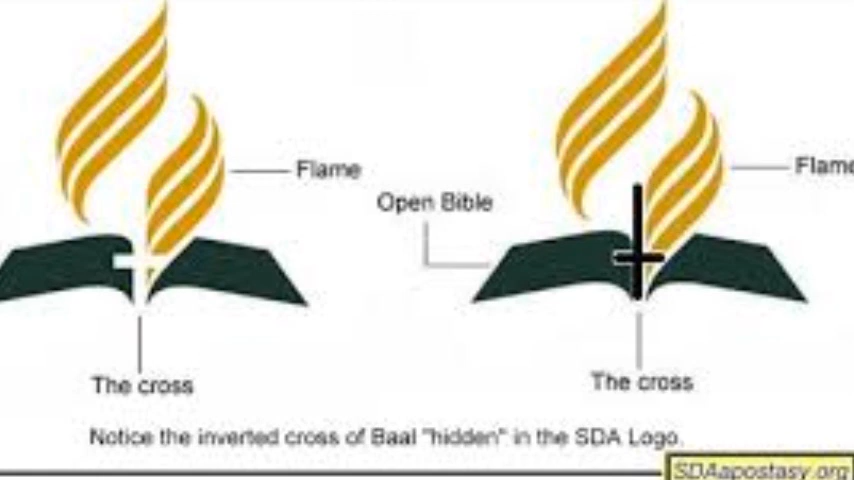 Flame
Flame
Open Bible
The cross
The cross
Notice the inverted cross of Baal "hidden" in the SDA Logo.
SDAapostasy.org